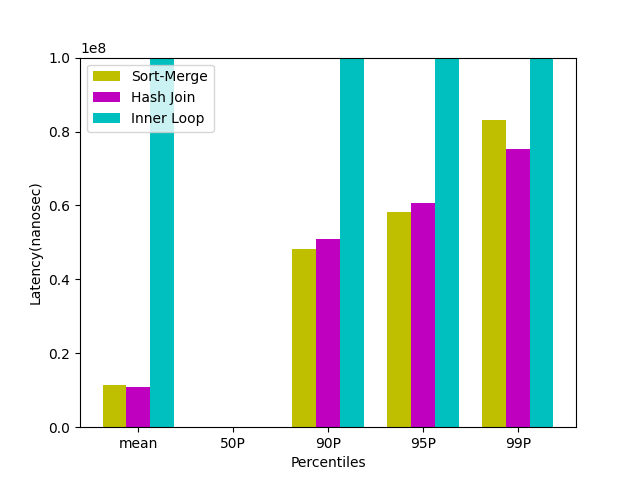 1e8
1.0
0.8
0.6
0.4
0.2
0.0
Latency(nanosec)
Sort-Merge
Hash Join
Inner Loop
mean 50P 90P 95P 99P
Percentiles